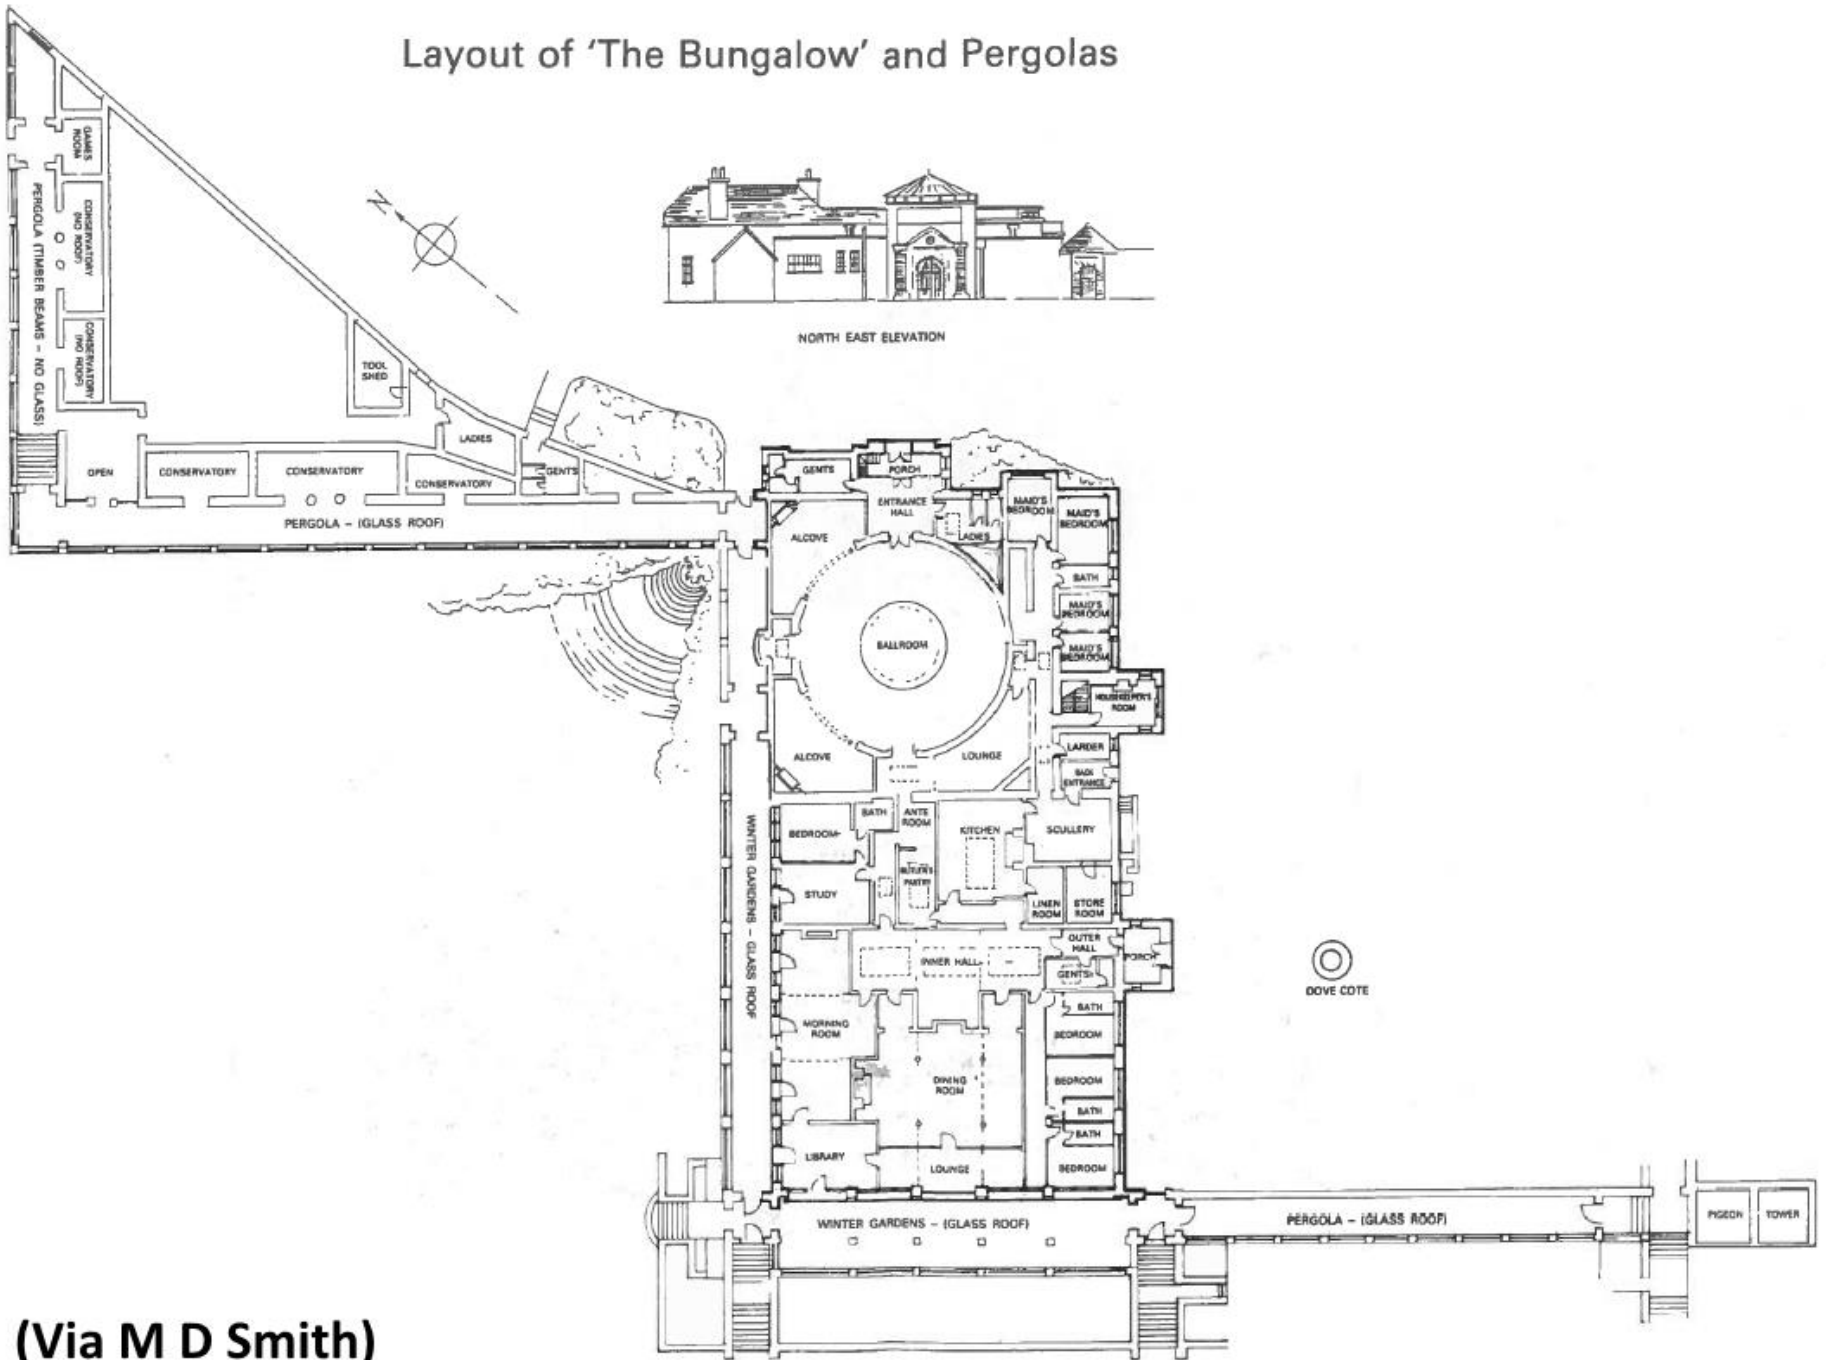 Layout of 'The Bungalow' and Pergolas
GAMES
ROOM
PERGOLA (TIMBER BEAMS – NO GLASS)
CONSERVATORY
(NO ROOF)
CONSERVATORY
(NO ROOF)
N
NORTH EAST ELEVATION
TOOL
SHED
LADIES
OPEN
CONSERVATORY
CONSERVATORY
CONSERVATORY
GENTS
PERGOLA – (GLASS ROOF)
GENTS
PORCH
ENTRANCE
HALL
LADIES
MAID'S
BEDROOM
MAID'S
BEDROOM
ALCOVE
BATH
MAID'S
BEDROOM
BALLROOM
MAID'S
BEDROOM
HOUSEKEEPER'S
ROOM
ALCOVE
LOUNGE
LARDER
BACK
ENTRANCE
WINTER GARDENS – GLASS ROOF
BEDROOM
BATH
ANTE
ROOM
KITCHEN
SCULLERY
BUTLER'S
PANTRY
STUDY
LINEN
ROOM
STORE
ROOM
INNER HALL
OUTER
HALL
PORCH
GENTS
DOVE COTE
MORNING
ROOM
BATH
BEDROOM
DINING
ROOM
BEDROOM
BATH
BATH
LIBRARY
LOUNGE
BEDROOM
WINTER GARDENS – (GLASS ROOF)
PERGOLA – (GLASS ROOF)
PIGEON
TOWER
(Via M D Smith)